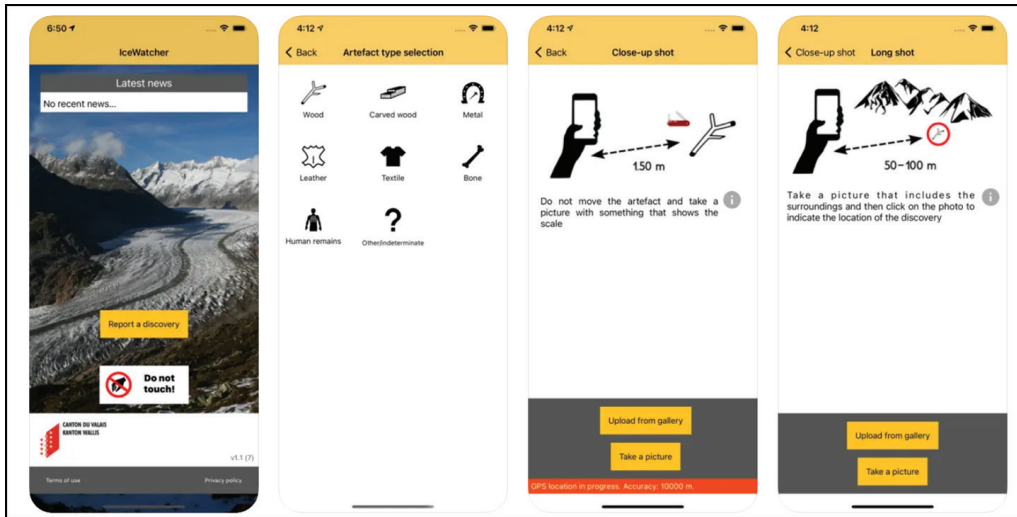 6:50
IceWatcher
Latest news
No recent news...
Report a discovery
Do not
touch!
CANTON DU VALAIS
KANTON WALLIS
v1.1 (7)
Terms of use
Privacy policy
4:12
Back
Artefact type selection
Wood
Carved wood
Metal
Leather
Textile
Bone
Human remains
?
Other/indeterminate
4:12
Back
Close-up shot
1.50 m
Do not move the artefact and take a
picture with something that shows the
scale
i
Upload from gallery
Take a picture
GPS location in progress. Accuracy: 10000 m.
4:12
Close-up shot
Long shot
50-100 m
Take a picture that includes the
surroundings and then click on the photo to
indicate the location of the discovery
i
Upload from gallery
Take a picture